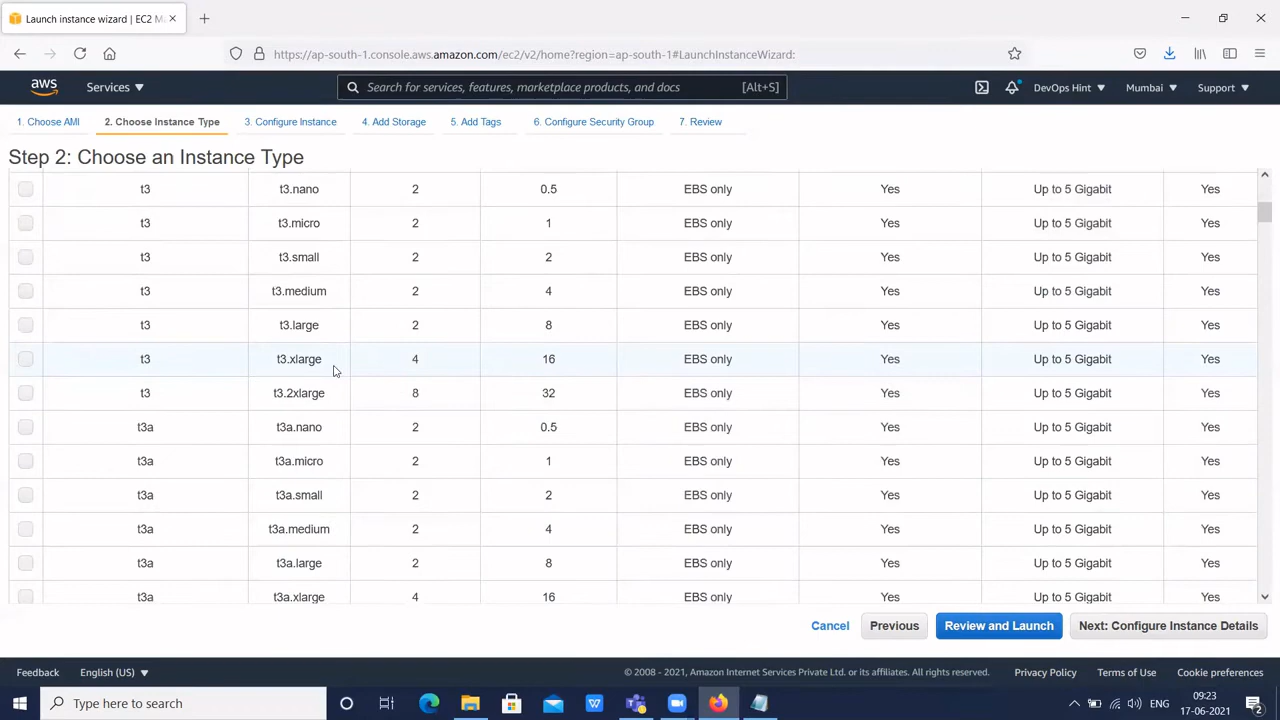 Launch instance wizard | EC2 M
https://ap-south-1.console.aws.amazon.com/ec2/v2/home?region=ap-south-1#LaunchInstanceWizard:
aws Services Search for services, features, marketplace products, and docs [Alt+S] DevOps Hint Mumbai Support
1. Choose AMI 2. Choose Instance Type 3. Configure Instance 4. Add Storage 5. Add Tags 6. Configure Security Group 7. Review
Step 2: Choose an Instance Type
t3 t3.nano 2 0.5 EBS only Yes Up to 5 Gigabit Yes
t3 t3.micro 2 1 EBS only Yes Up to 5 Gigabit Yes
t3 t3.small 2 2 EBS only Yes Up to 5 Gigabit Yes
t3 t3.medium 2 4 EBS only Yes Up to 5 Gigabit Yes
t3 t3.large 2 8 EBS only Yes Up to 5 Gigabit Yes
t3 t3.xlarge 4 16 EBS only Yes Up to 5 Gigabit Yes
t3 t3.2xlarge 8 32 EBS only Yes Up to 5 Gigabit Yes
t3a t3a.nano 2 0.5 EBS only Yes Up to 5 Gigabit Yes
t3a t3a.micro 2 1 EBS only Yes Up to 5 Gigabit Yes
t3a t3a.small 2 2 EBS only Yes Up to 5 Gigabit Yes
t3a t3a.medium 2 4 EBS only Yes Up to 5 Gigabit Yes
t3a t3a.large 2 8 EBS only Yes Up to 5 Gigabit Yes
t3a t3a.xlarge 4 16 EBS only Yes Up to 5 Gigabit Yes
Cancel Previous Review and Launch Next: Configure Instance Details
Feedback English (US) © 2008 - 2021, Amazon Internet Services Private Ltd. or its affiliates. All rights reserved. Privacy Policy Terms of Use Cookie preferences
Type here to search ENG 09:23
17-06-2021 2